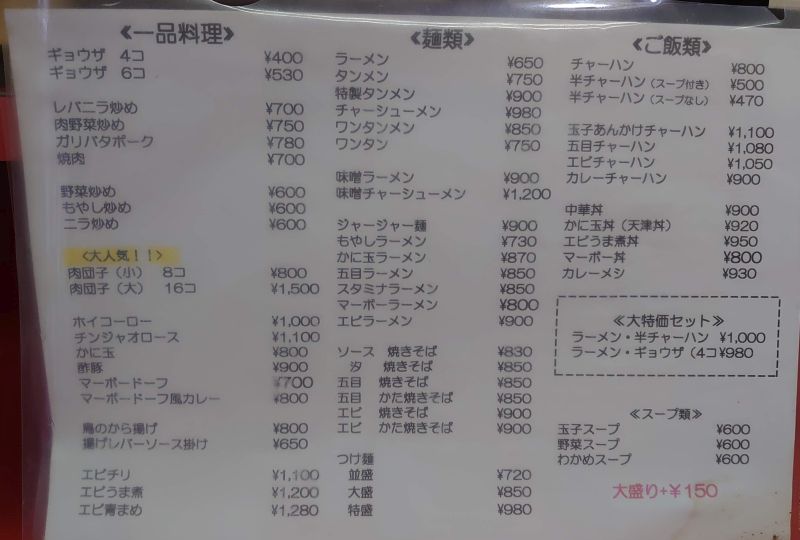 ≪一品料理≫
ギョウザ 4コ ¥400
ギョウザ 6コ ¥530
レバニラ炒め ¥700
肉野菜炒め ¥750
ガリバタポーク ¥780
焼肉 ¥700
野菜炒め ¥600
もやし炒め ¥600
ニラ炒め ¥600
<大人気!!>
肉団子(小) 8コ ¥800
肉団子(大) 16コ ¥1,500
ホイコーロー ¥1,000
チンジャオロース ¥1,100
かに玉 ¥800
酢豚 ¥900
マーボードーフ ¥700
マーボードーフ風カレー ¥800
鳥のから揚げ ¥800
揚げレバーソース掛け ¥650
エビチリ ¥1,100
エビうま煮 ¥1,200
エビ青まめ ¥1,280
≪麺類≫
ラーメン ¥650
タンメン ¥750
特製タンメン ¥900
チャーシューメン ¥980
ワンタンメン ¥850
ワンタン ¥750
味噌ラーメン ¥900
味噌チャーシューメン ¥1,200
ジャージャー麺 ¥900
もやしラーメン ¥730
かに玉ラーメン ¥870
五目ラーメン ¥850
スタミナラーメン ¥850
マーボーラーメン ¥800
エビラーメン ¥900
ソース 焼きそば ¥830
汐 焼きそば ¥850
五目 焼きそば ¥850
五目 かた焼きそば ¥850
エビ 焼きそば ¥900
エビ かた焼きそば ¥900
つけ麺
並盛 ¥720
大盛 ¥850
特盛 ¥980
≪ご飯類≫
チャーハン ¥800
半チャーハン(スープ付き) ¥500
半チャーハン(スープなし) ¥470
玉子あんかけチャーハン ¥1,100
五目チャーハン ¥1,080
エビチャーハン ¥1,050
カレーチャーハン ¥900
中華丼 ¥900
かに玉丼(天津丼) ¥920
エビうま煮丼 ¥950
マーボー丼 ¥800
カレーメシ ¥930
≪大特価セット≫
ラーメン・半チャーハン ¥1,000
ラーメン・ギョウザ(4コ¥980
≪スープ類≫
玉子スープ ¥600
野菜スープ ¥600
わかめスープ ¥600
大盛り+¥150